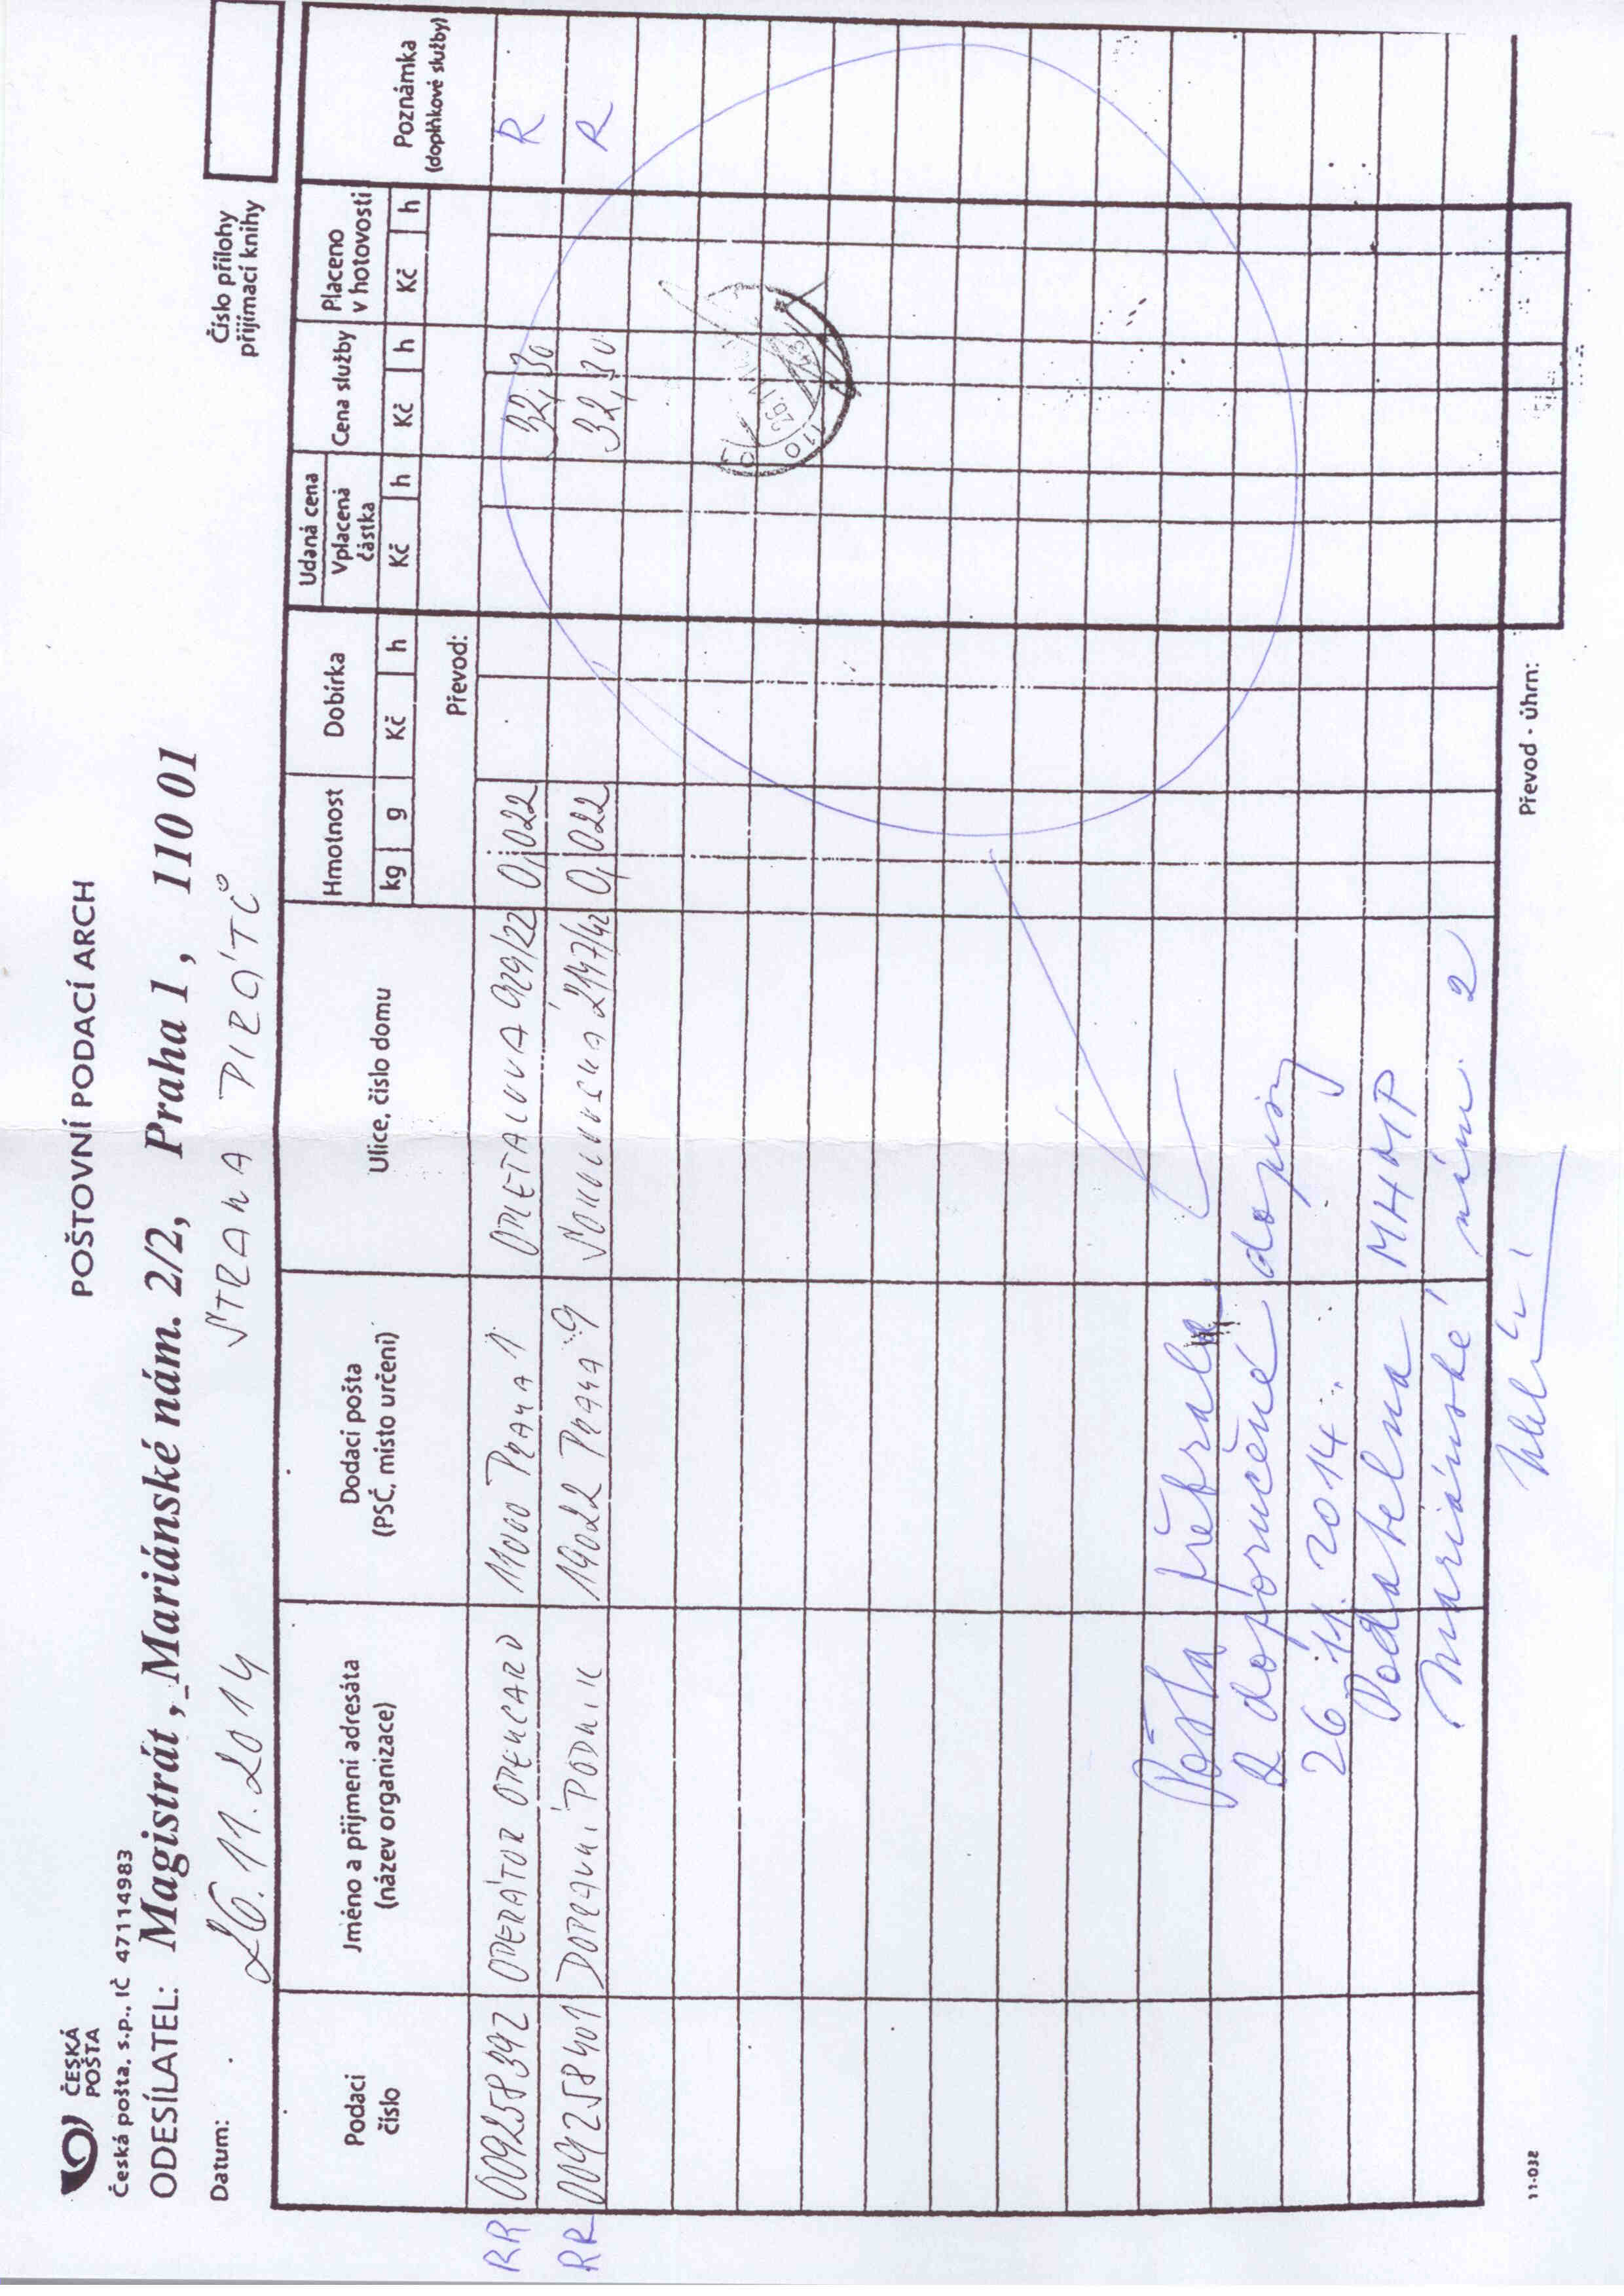 POŠTOVNÍ PODACÍ ARCH
ČESKÁ
POŠTA
Česká pošta, s.p., IČ 47114983
ODESÍLATEL: Magistrát, Mariánské nám. 2/2, Praha 1, 110 01
Číslo přílohy
přijímací knihy
Datum: 26.11.2014 STRANA PIRÁTŮ
Podací
číslo
Jméno a příjmení adresáta
(název organizace)
Dodací pošta
(PSČ, místo určení)
Ulice, číslo domu
Hmotnost
kg g
Dobírka
Kč h
Udaná cena
Vplacená
částka
Kč h
Cena služby
Kč h
Placeno
v hotovosti
Kč h
Poznámka
(doplňkové služby)
Převod:
RR 009258392 OPERÁTOR OPENCARD 11000 PRAHA 1 OPLETALOVA 929/22 0,022 32,30 R
RR 009258401 DOPRAVNÍ PODNIK 19022 PRAHA 9 SOKOLOVSKÁ 217/42 0,022 32,30 R
110
Pošta přebrala
2 doporučené dopisy
26.11.2014.
Podatelna MHMP
Mariánské nám. 2
Převod - úhrn:
11-032